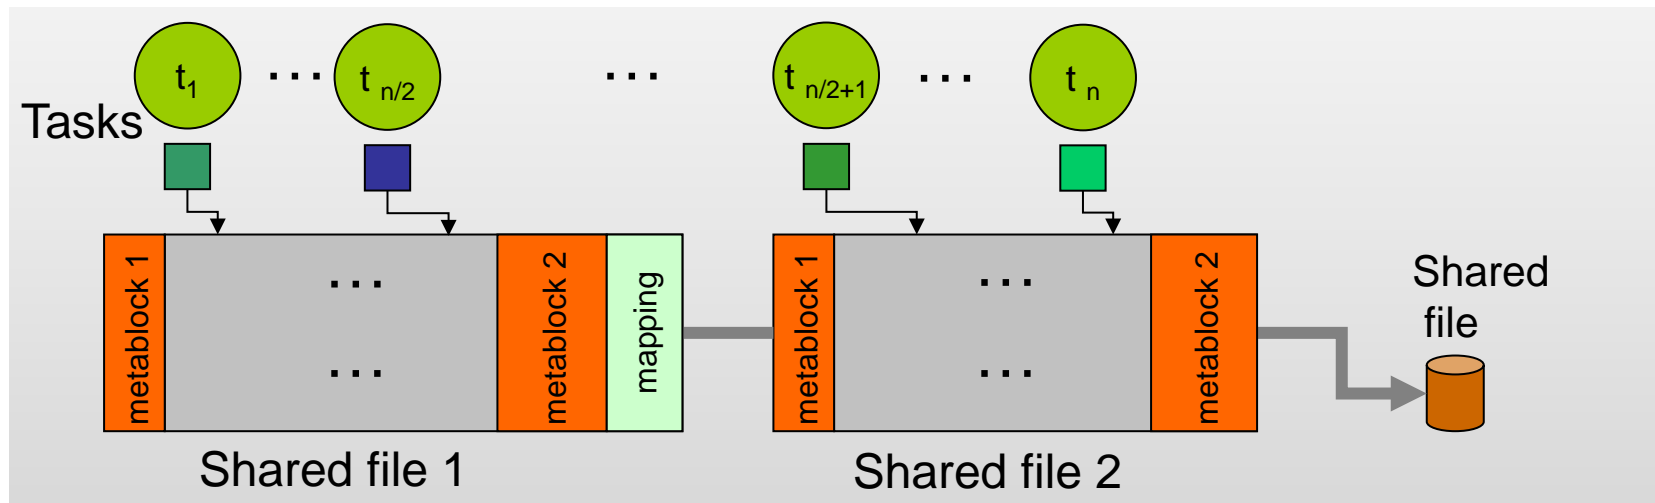 t1 ... t n/2 ... t n/2+1 ... t n
Tasks
metablock 1
...
...
metablock 2
mapping
metablock 1
...
...
metablock 2
Shared
file
Shared file 1
Shared file 2